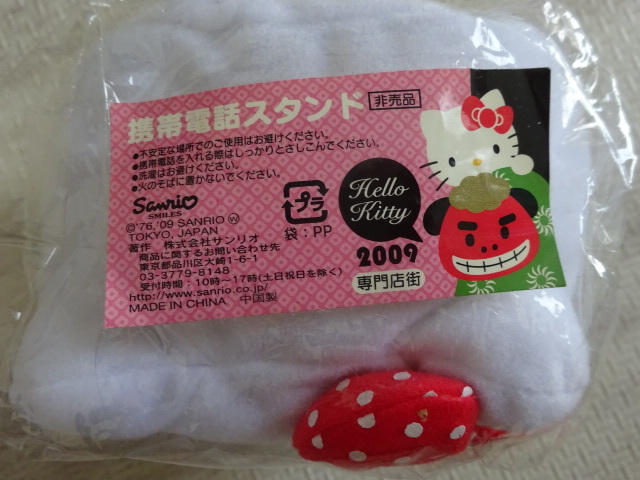 携帯電話スタンド 非売品
●不安定な場所でのご使用はお避けください。
●携帯電話を入れる際はしっかりとさしこんでください。
●洗濯はお避けください。
●火のそばに置かないでください。
Sanrio
SMILES
©'76,'09 SANRIO Ⓦ
TOKYO, JAPAN
著作 株式会社サンリオ
商品に関するお問い合わせ先
東京都品川区大崎1-6-1
03-3779-8148
受付時間：10時〜17時(土日祝日を除く)
http://www.sanrio.co.jp/
MADE IN CHINA 中国製
プラ
袋：PP
Hello
Kitty
2009
専門店街